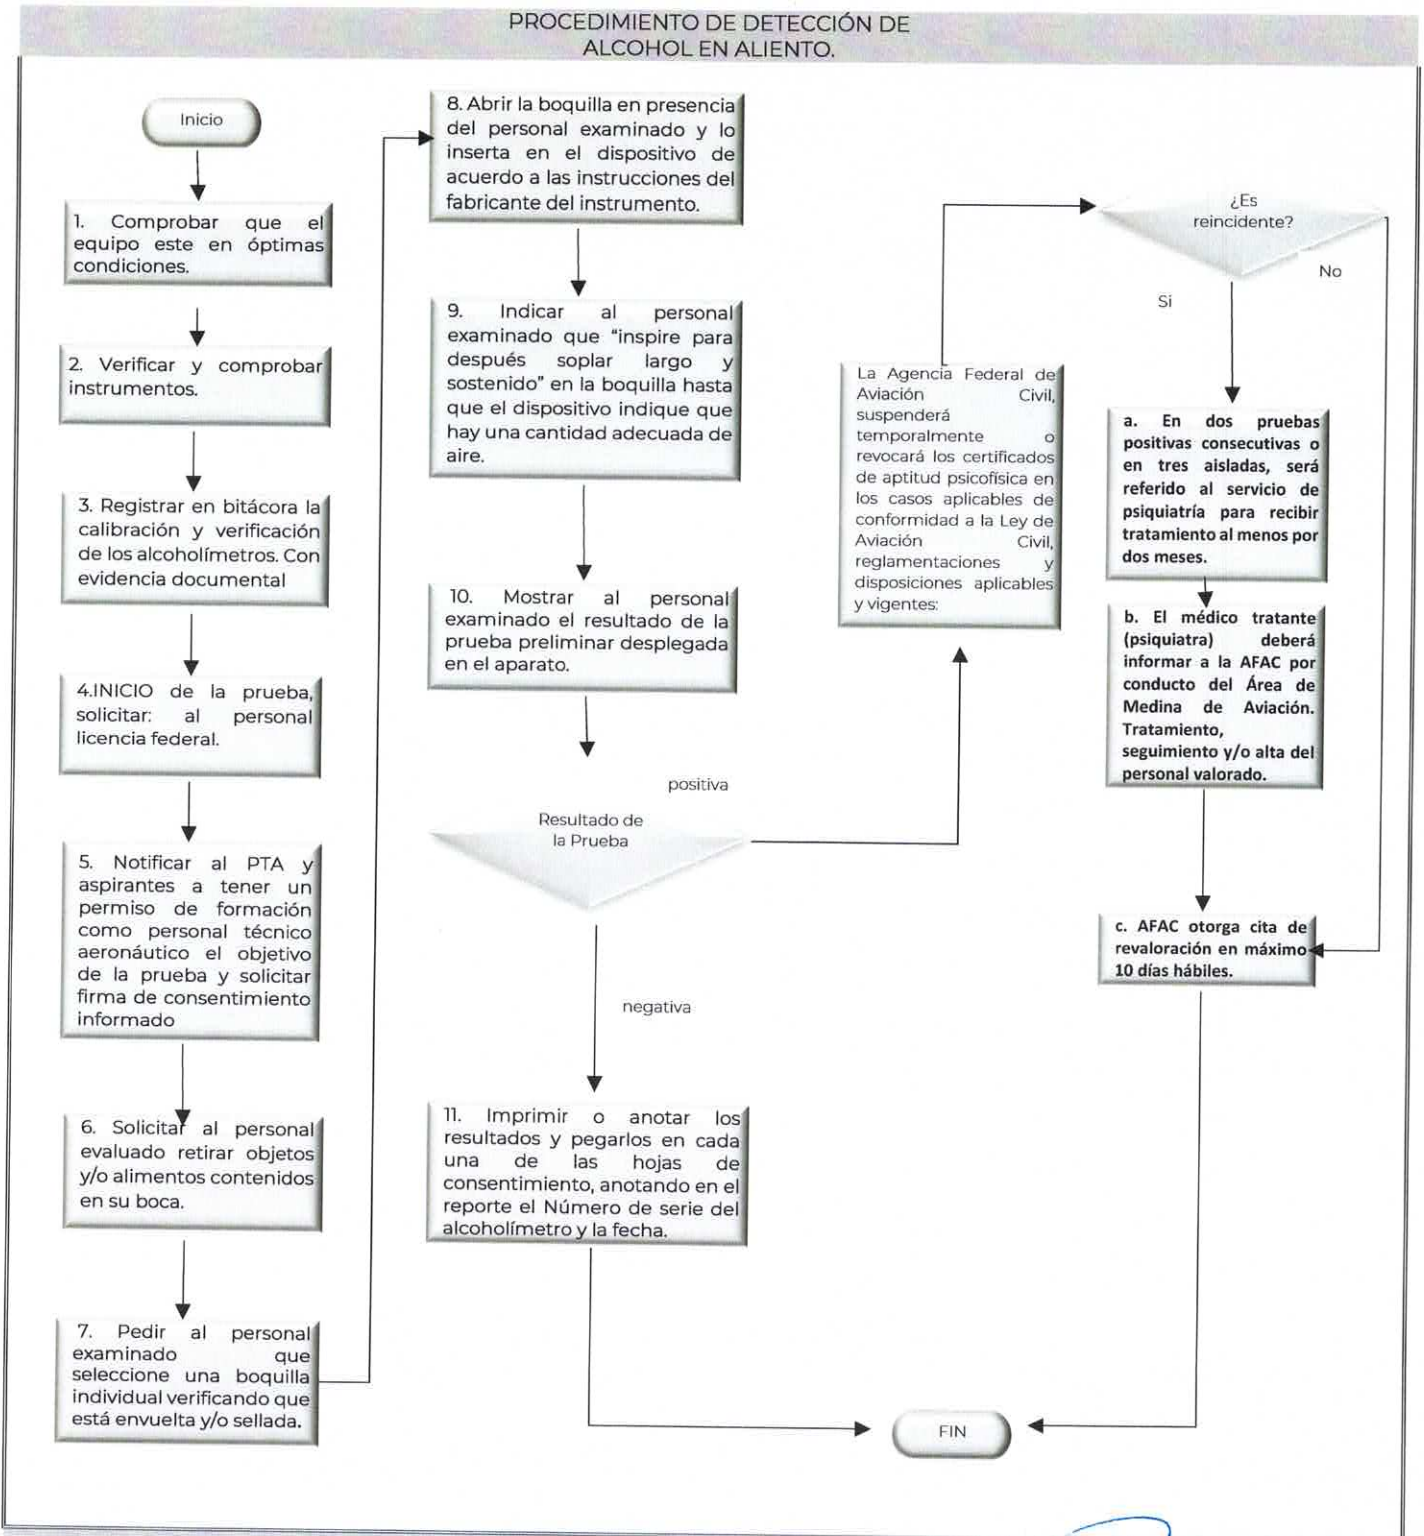 PROCEDIMIENTO DE DETECCIÓN DE
ALCOHOL EN ALIENTO.
Inicio
1. Comprobar que el
equipo este en óptimas
condiciones.
2. Verificar y comprobar
instrumentos.
3. Registrar en bitácora la
calibración y verificación
de los alcoholímetros. Con
evidencia documental
4.INICIO de la prueba,
solicitar: al personal
licencia federal.
5. Notificar al PTA y
aspirantes a tener un
permiso de formación
como personal técnico
aeronáutico el objetivo
de la prueba y solicitar
firma de consentimiento
informado
6. Solicitar al personal
evaluado retirar objetos
y/o alimentos contenidos
en su boca.
7. Pedir al personal
examinado que
seleccione una boquilla
individual verificando que
está envuelta y/o sellada.
8. Abrir la boquilla en presencia
del personal examinado y lo
inserta en el dispositivo de
acuerdo a las instrucciones del
fabricante del instrumento.
9. Indicar al personal
examinado que “inspire para
después soplar largo y
sostenido” en la boquilla hasta
que el dispositivo indique que
hay una cantidad adecuada de
aire.
10. Mostrar al personal
examinado el resultado de la
prueba preliminar desplegada
en el aparato.
positiva
Resultado de
la Prueba
negativa
11. Imprimir o anotar los
resultados y pegarlos en cada
una de las hojas de
consentimiento, anotando en el
reporte el Número de serie del
alcoholímetro y la fecha.
La Agencia Federal de
Aviación Civil,
suspenderá
temporalmente o
revocará los certificados
de aptitud psicofísica en
los casos aplicables de
conformidad a la Ley de
Aviación Civil,
reglamentaciones y
disposiciones aplicables
y vigentes:
¿Es
reincidente?
No
Si
a. En dos pruebas
positivas consecutivas o
en tres aisladas, será
referido al servicio de
psiquiatría para recibir
tratamiento al menos por
dos meses.
b. El médico tratante
(psiquiatra) deberá
informar a la AFAC por
conducto del Área de
Medina de Aviación.
Tratamiento,
seguimiento y/o alta del
personal valorado.
c. AFAC otorga cita de
revaloración en máximo
10 días hábiles.
FIN